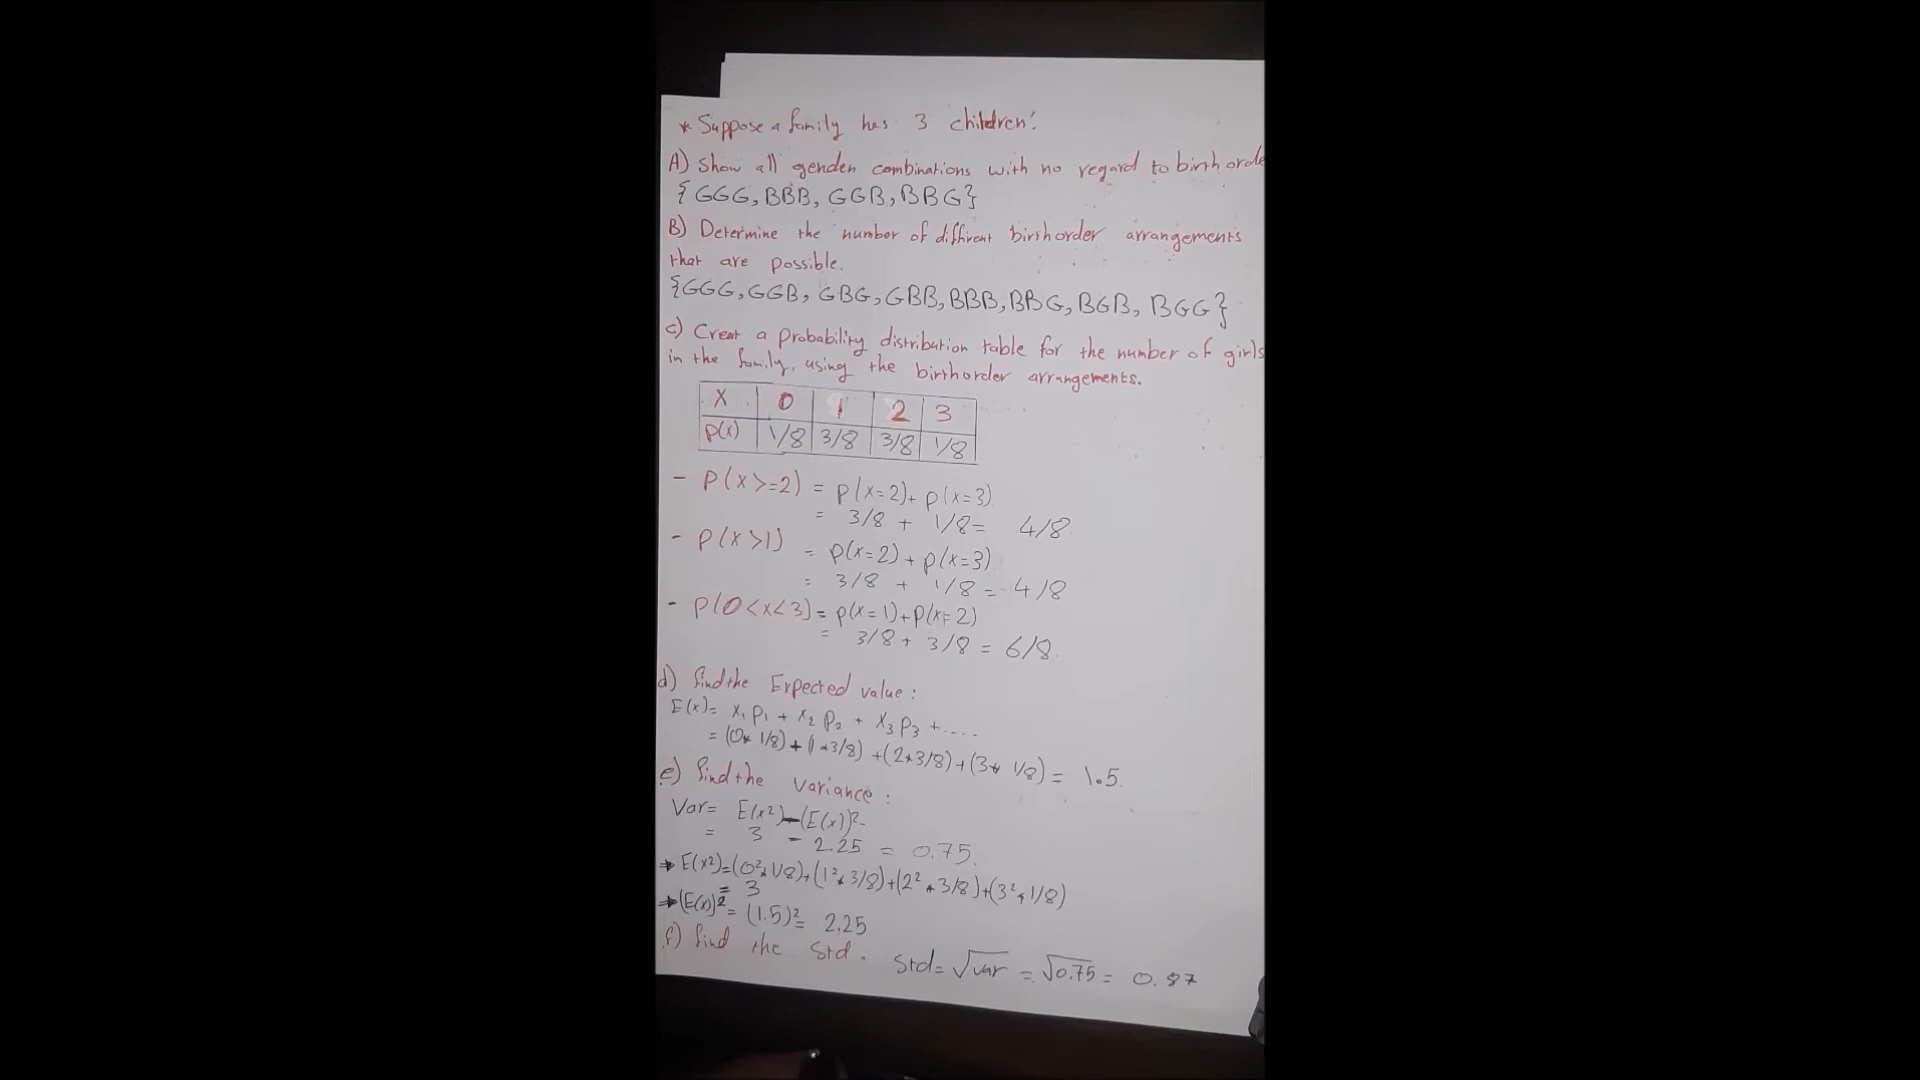 * Suppose a family has 3 children:
A) Show all genden combinations with no regard to birth orde
{GGG, BBB, GGB, BBG}
B) Determine the number of diffirent birth order arrangements
that are possible.
{GGG, GGB, GBG, GBB, BBB, BBG, BGB, BGG}
c) Creat a probability distribution table for the number of girls
in the family, using the birth order arrangements.
X 0 1 2 3
P(x) 1/8 3/8 3/8 1/8
- P(x>=2) = P(x=2) + P(x=3)
= 3/8 + 1/8 = 4/8
- P(x>1) = P(x=2) + P(x=3)
= 3/8 + 1/8 = 4/8
- P(0<x<3) = P(x=1) + P(x=2)
= 3/8 + 3/8 = 6/8
d) find the Expected value:
E(x) = x₁ p₁ + x₂ p₂ + x₃ p₃ + ....
= (0* 1/8) + (1*3/8) + (2*3/8) + (3* 1/8) = 1.5
e) find the variance:
Var = E(x²) - (E(x))²
= 3 - 2.25 = 0.75
→ E(x²) = (0²*1/8) + (1²*3/8) + (2²*3/8) + (3²*1/8)
= 3
→ (E(x))² = (1.5)² = 2.25
f) find the Std. Std = √var = √0.75 = 0.87